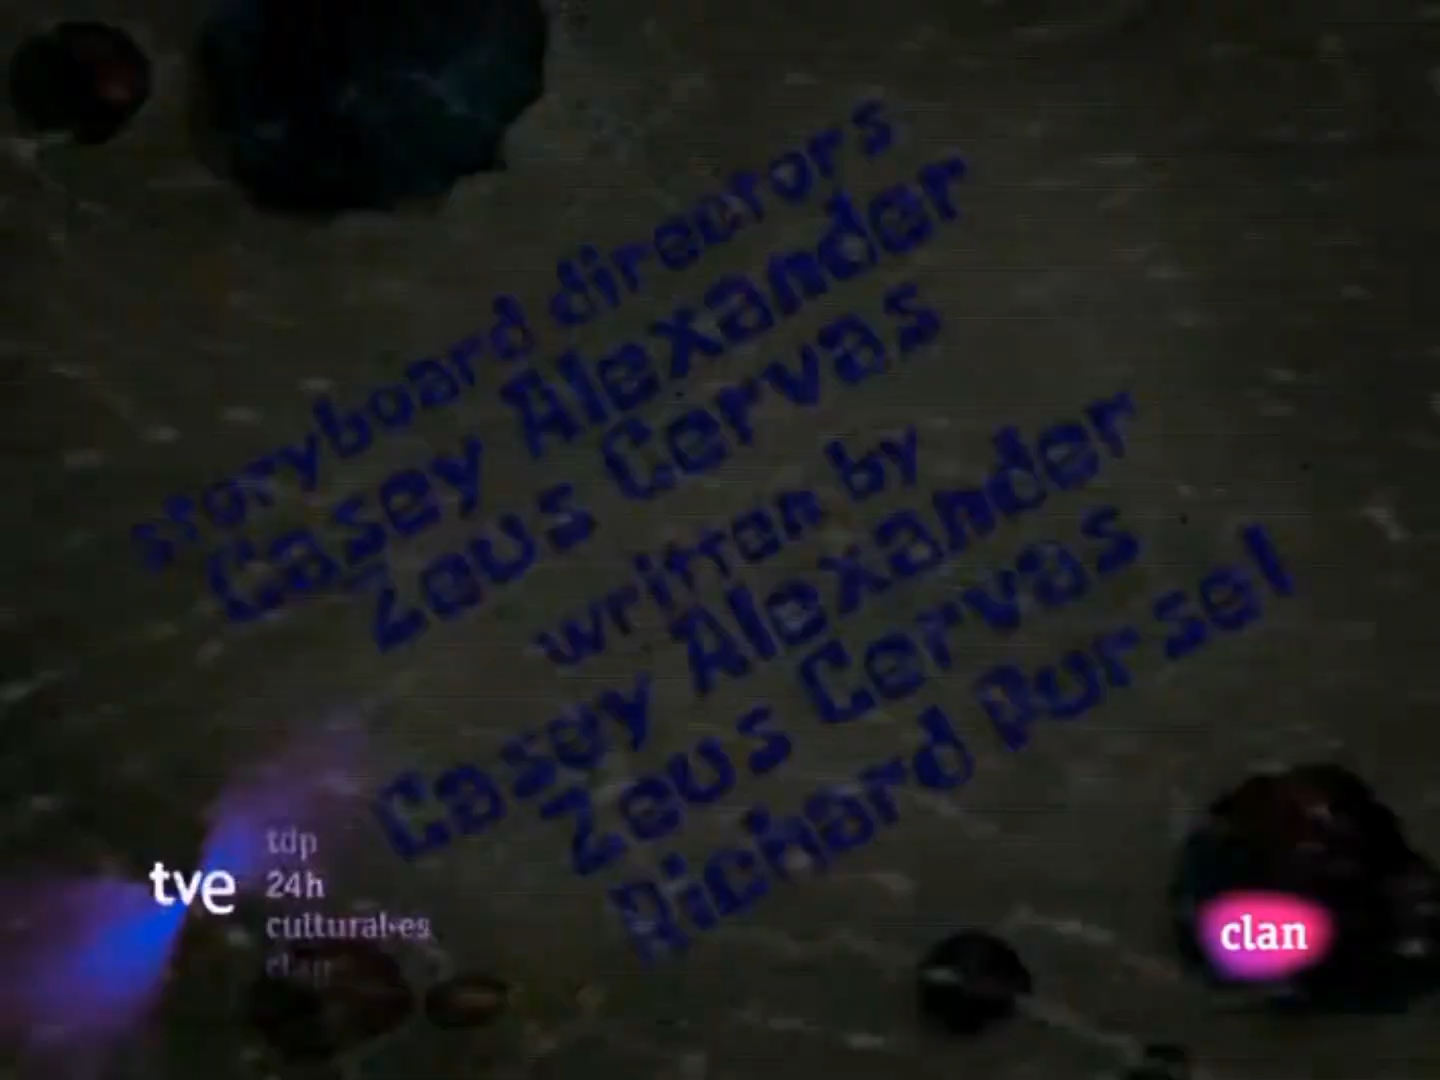 storyboard directors
Casey Alexander
Zeus Cervas
written by
Casey Alexander
Zeus Cervas
Richard Pursel
tve
tdp
24h
cultural·es
clan
clan